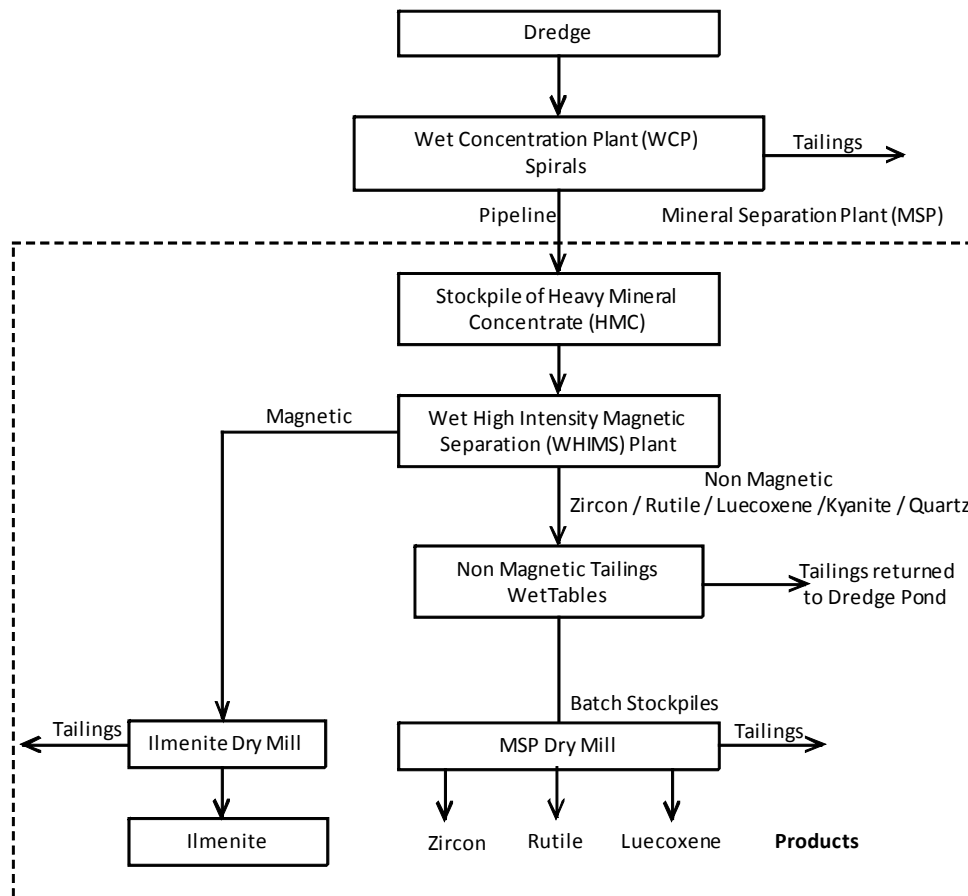 Dredge
Wet Concentration Plant (WCP)
Spirals
Tailings
Pipeline
Mineral Separation Plant (MSP)
Stockpile of Heavy Mineral
Concentrate (HMC)
Magnetic
Wet High Intensity Magnetic
Separation (WHIMS) Plant
Non Magnetic
Zircon / Rutile / Luecoxene /Kyanite / Quartz
Non Magnetic Tailings
Wet Tables
Tailings returned
to Dredge Pond
Batch Stockpiles
Tailings
Ilmenite Dry Mill
MSP Dry Mill
Tailings
Ilmenite
Zircon
Rutile
Luecoxene
Products